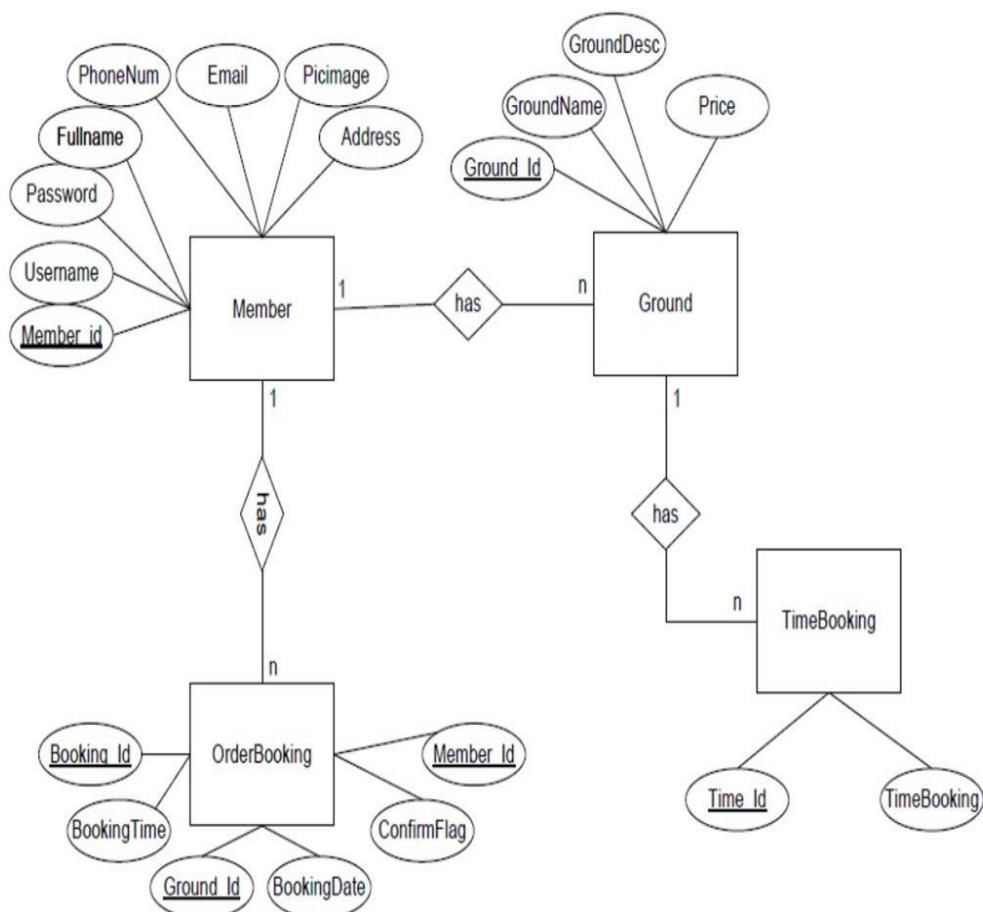 GroundDesc
PhoneNum
Email
Picimage
GroundName
Price
Fullname
Address
Ground_Id
Password
Username
Member_id
Member
1
has
n
Ground
1
1
has
has
n
TimeBooking
n
Booking_Id
OrderBooking
Member_Id
BookingTime
ConfirmFlag
Ground_Id
BookingDate
Time_Id
TimeBooking